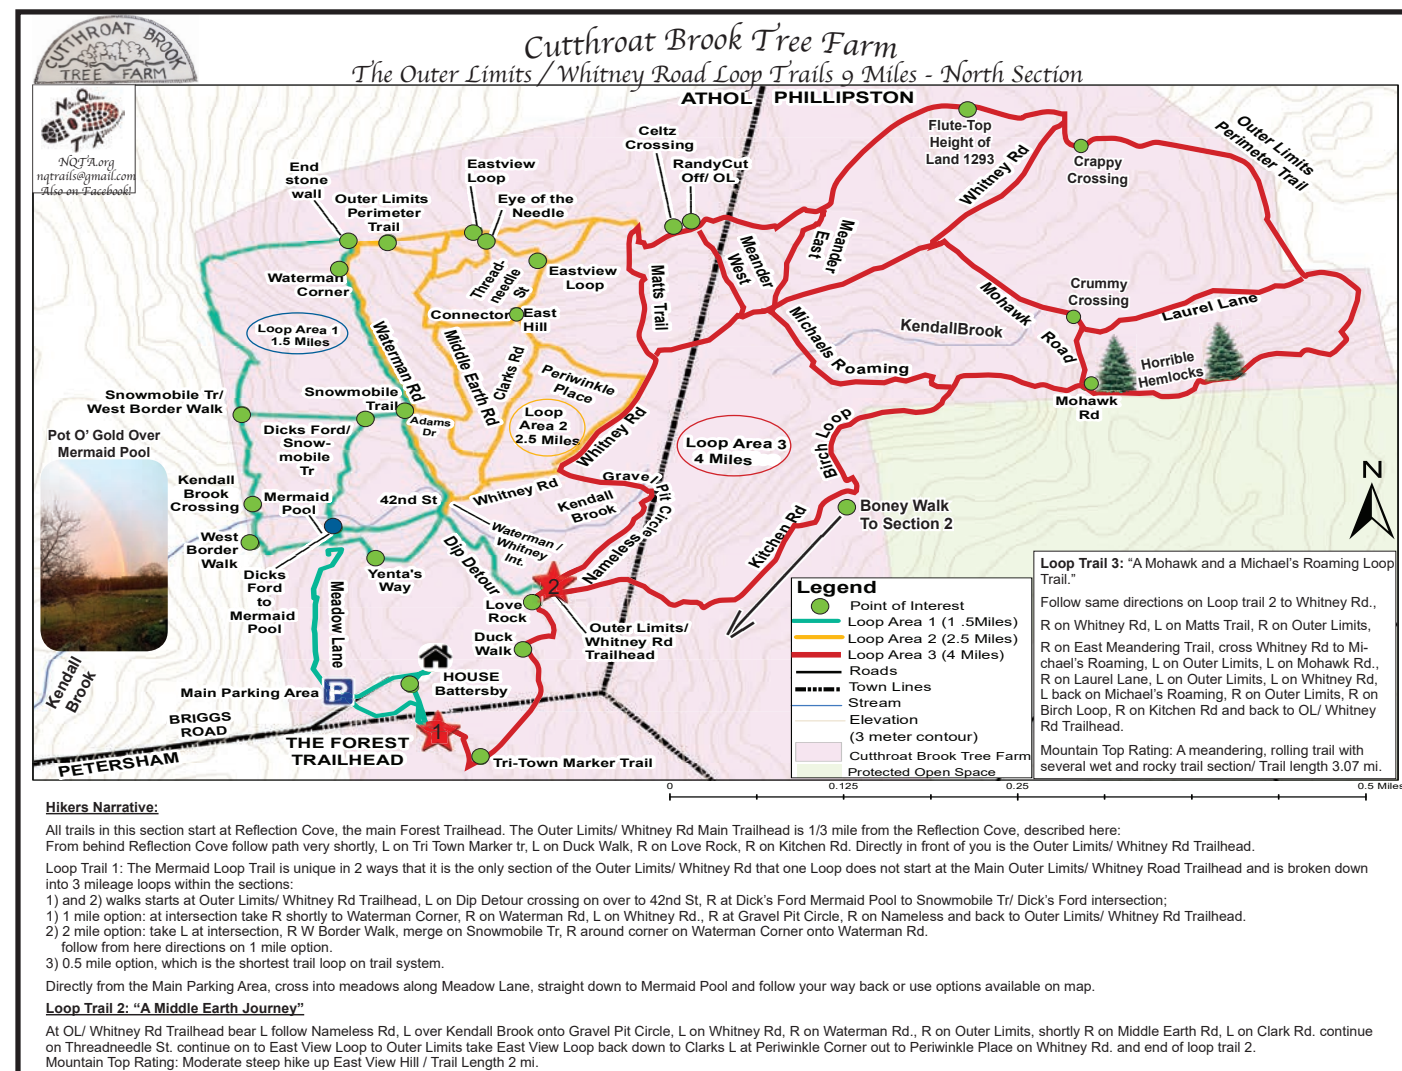 CUTTHROAT BROOK
TREE FARM
Cutthroat Brook Tree Farm
The Outer Limits / Whitney Road Loop Trails 9 Miles - North Section
N Q T A
NQTA.org
nqtrails@gmail.com
Also on Facebook!
ATHOL
PHILLIPSTON
Celtz
Crossing
RandyCut
Off/ OL
Flute-Top
Height of
Land 1293
Whitney Rd
Crappy
Crossing
Outer Limits
Perimeter Trail
End
stone
wall
Outer Limits
Perimeter
Trail
Eastview
Loop
Eye of the
Needle
Waterman
Corner
Thread-
needle
St
Eastview
Loop
Connector
East
Hill
Matts Trail
Meander
West
Meander
East
Loop Area 1
1.5 Miles
Waterman Rd
Middle Earth Rd
Clarks Rd
Periwinkle
Place
Michaels Roaming
KendallBrook
Mohawk
Road
Crummy
Crossing
Laurel Lane
Horrible
Hemlocks
Mohawk
Rd
Snowmobile Tr/
West Border Walk
Snowmobile
Trail
Adams
Dr
Loop
Area 2
2.5 Miles
Whitney Rd
Loop Area 3
4 Miles
Birch Loop
Pot O' Gold Over
Mermaid Pool
Dicks Ford/
Snow-
mobile
Tr
Kendall
Brook
Crossing
Mermaid
Pool
42nd St
Whitney Rd
Gravel Pit Circle
Kendall
Brook
Waterman /
Whitney
Int.
Nameless
Kitchen Rd
Boney Walk
To Section 2
N
West
Border
Walk
Dicks
Ford
to
Mermaid
Pool
Yenta's
Way
Dip Detour
2
Love
Rock
Duck
Walk
Outer Limits/
Whitney Rd
Trailhead
Meadow Lane
Kendall
Brook
HOUSE
Battersby
Main Parking Area
P
BRIGGS
ROAD
1
THE FOREST
TRAILHEAD
PETERSHAM
Tri-Town Marker Trail
Legend
Point of Interest
Loop Area 1 (1 .5Miles)
Loop Area 2 (2.5 Miles)
Loop Area 3 (4 Miles)
Roads
Town Lines
Stream
Elevation
(3 meter contour)
Cutthroat Brook Tree Farm
Protected Open Space
Loop Trail 3: “A Mohawk and a Michael's Roaming Loop
Trail.”
Follow same directions on Loop trail 2 to Whitney Rd.,
R on Whitney Rd, L on Matts Trail, R on Outer Limits,
R on East Meandering Trail, cross Whitney Rd to Mi-
chael's Roaming, L on Outer Limits, L on Mohawk Rd.,
R on Laurel Lane, L on Outer Limits, L on Whitney Rd,
L back on Michael's Roaming, R on Outer Limits, R on
Birch Loop, R on Kitchen Rd and back to OL/ Whitney
Rd Trailhead.
Mountain Top Rating: A meandering, rolling trail with
several wet and rocky trail section/ Trail length 3.07 mi.
0 0.125 0.25 0.5 Miles
Hikers Narrative:
All trails in this section start at Reflection Cove, the main Forest Trailhead. The Outer Limits/ Whitney Rd Main Trailhead is 1/3 mile from the Reflection Cove, described here:
From behind Reflection Cove follow path very shortly, L on Tri Town Marker tr, L on Duck Walk, R on Love Rock, R on Kitchen Rd. Directly in front of you is the Outer Limits/ Whitney Rd Trailhead.
Loop Trail 1: The Mermaid Loop Trail is unique in 2 ways that it is the only section of the Outer Limits/ Whitney Rd that one Loop does not start at the Main Outer Limits/ Whitney Road Trailhead and is broken down
into 3 mileage loops within the sections:
1) and 2) walks starts at Outer Limits/ Whitney Rd Trailhead, L on Dip Detour crossing on over to 42nd St, R at Dick's Ford Mermaid Pool to Snowmobile Tr/ Dick's Ford intersection;
1) 1 mile option: at intersection take R shortly to Waterman Corner, R on Waterman Rd, L on Whitney Rd., R at Gravel Pit Circle, R on Nameless and back to Outer Limits/ Whitney Rd Trailhead.
2) 2 mile option: take L at intersection, R W Border Walk, merge on Snowmobile Tr, R around corner on Waterman Corner onto Waterman Rd.
follow from here directions on 1 mile option.
3) 0.5 mile option, which is the shortest trail loop on trail system.
Directly from the Main Parking Area, cross into meadows along Meadow Lane, straight down to Mermaid Pool and follow your way back or use options available on map.
Loop Trail 2: “A Middle Earth Journey”
At OL/ Whitney Rd Trailhead bear L follow Nameless Rd, L over Kendall Brook onto Gravel Pit Circle, L on Whitney Rd, R on Waterman Rd., R on Outer Limits, shortly R on Middle Earth Rd, L on Clark Rd. continue
on Threadneedle St. continue on to East View Loop to Outer Limits take East View Loop back down to Clarks L at Periwinkle Corner out to Periwinkle Place on Whitney Rd. and end of loop trail 2.
Mountain Top Rating: Moderate steep hike up East View Hill / Trail Length 2 mi.